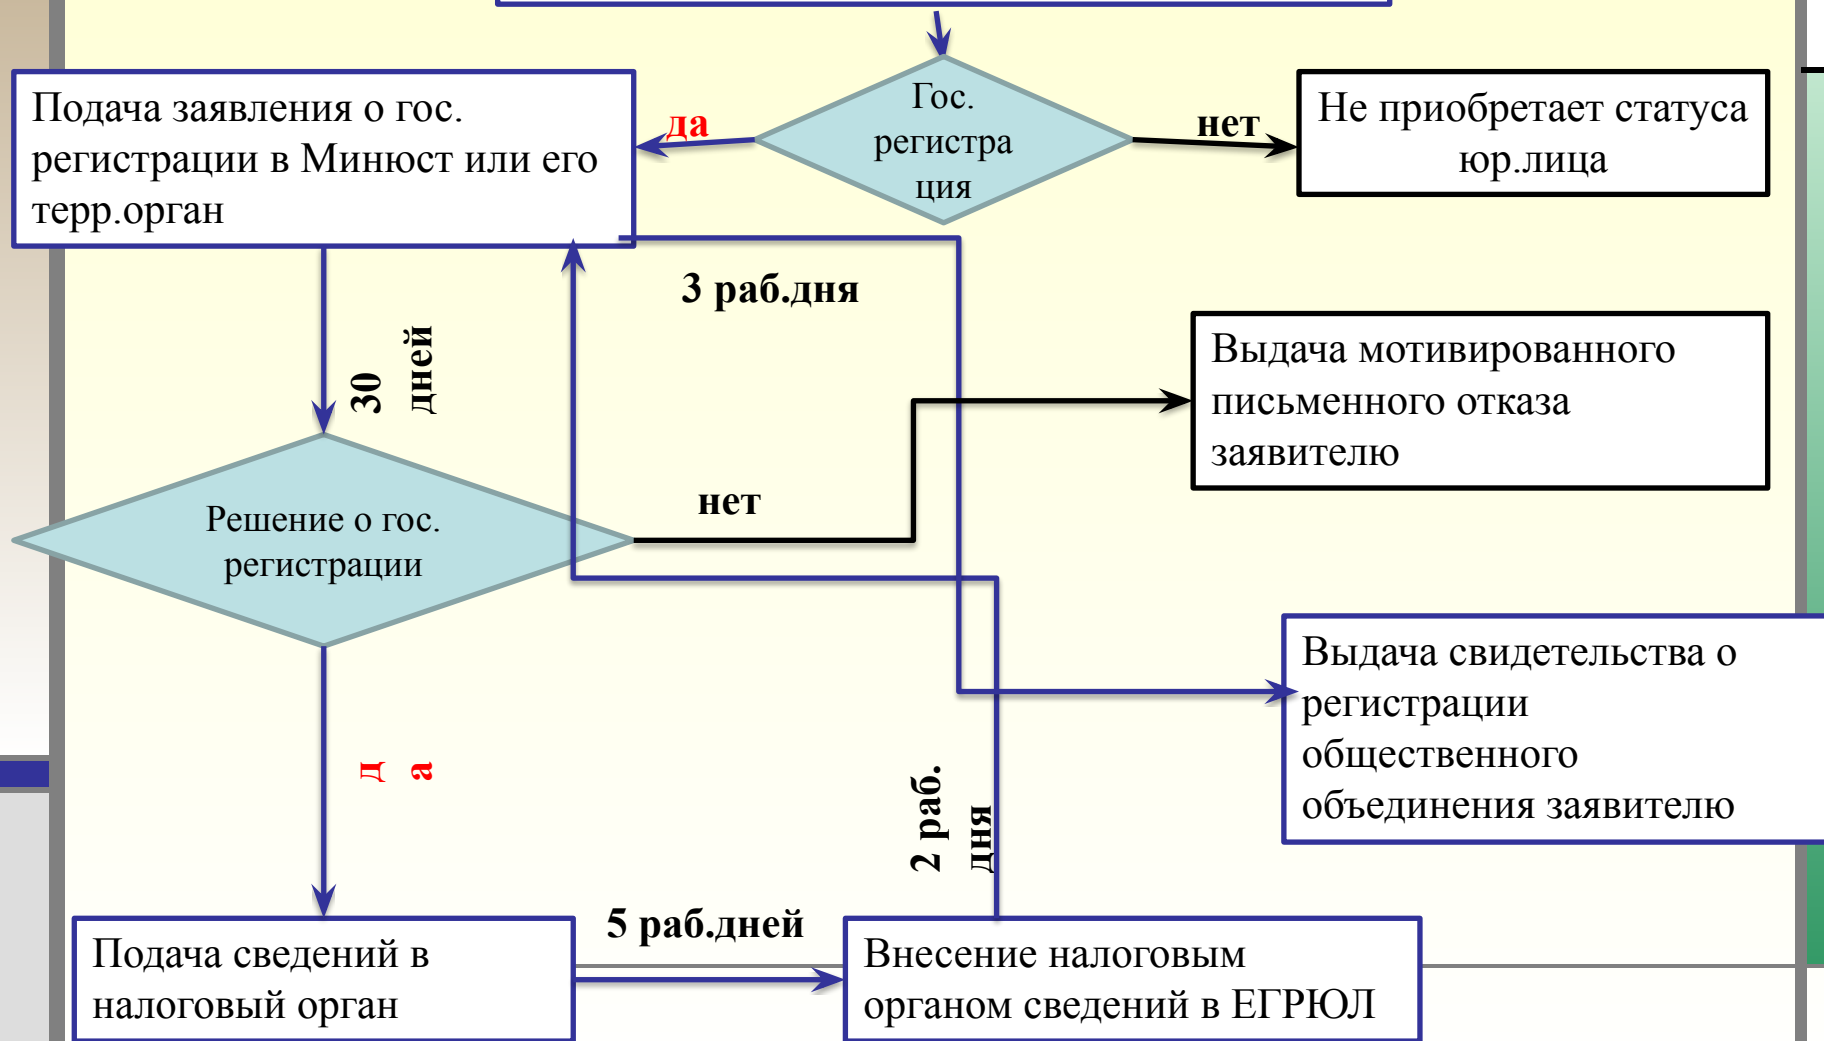 Гос.
регистра
ция
да
нет
Подача заявления о гос.
регистрации в Минюст или его
терр.орган
Не приобретает статуса
юр.лица
3 раб.дня
30
дней
Выдача мотивированного
письменного отказа
заявителю
нет
Решение о гос.
регистрации
Выдача свидетельства о
регистрации
общественного
объединения заявителю
д
а
2 раб.
дня
5 раб.дней
Подача сведений в
налоговый орган
Внесение налоговым
органом сведений в ЕГРЮЛ